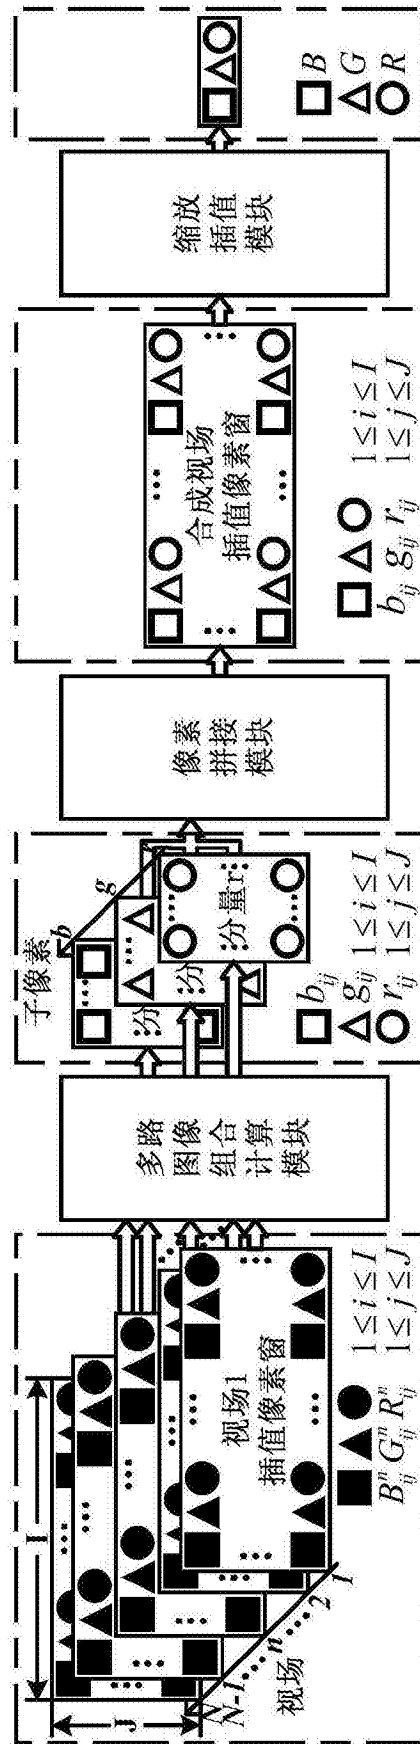 I
J
N
N-1
n
2
1
视场
视场1
插值像素窗
B^n_ij G^n_ij R^n_ij
1≤i≤I
1≤j≤J
多路
图像
组合
计算
模块
子像素
b
g
r
分
分
分量r
b_ij
g_ij
r_ij
1≤i≤I
1≤j≤J
像素
拼接
模块
合成视场
插值像素窗
b_ij g_ij r_ij
1≤i≤I
1≤j≤J
缩放
插值
模块
B
G
R